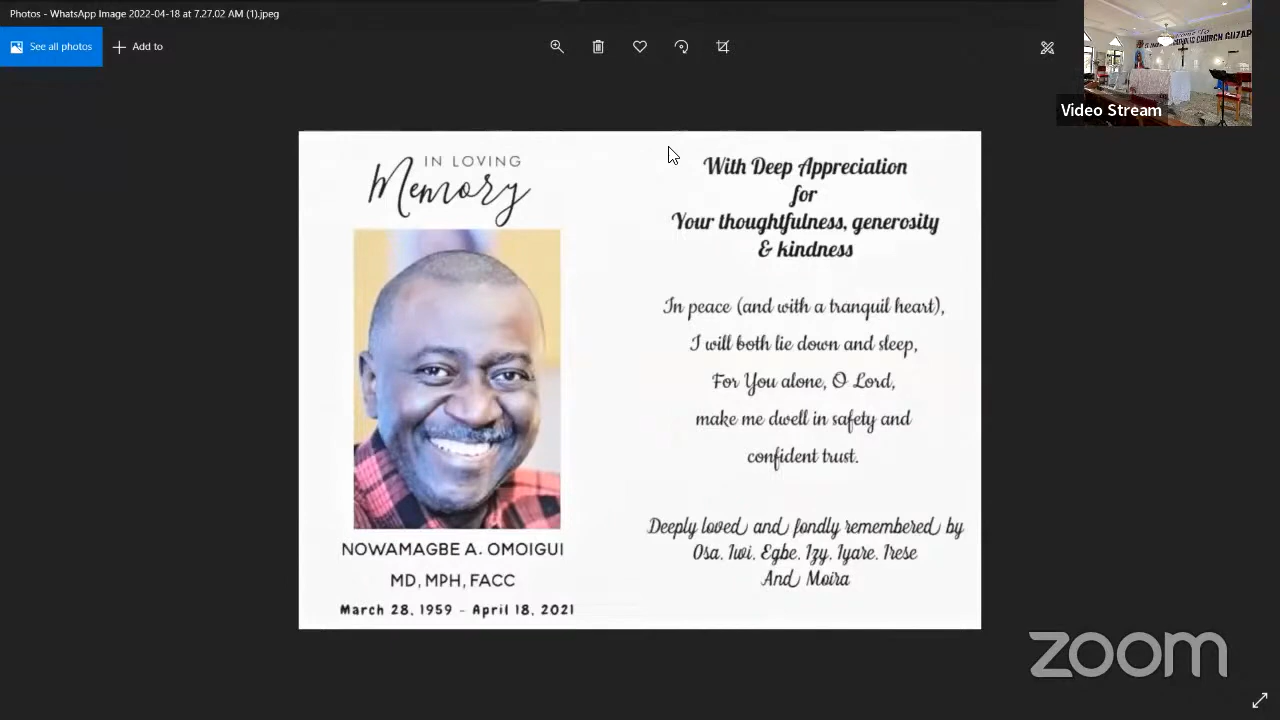 Photos - WhatsApp Image 2022-04-18 at 7.27.02 AM (1).jpeg
See all photos
Add to
Video Stream
IN LOVING
Memory
NOWAMAGBE A. OMOIGUI
MD, MPH, FACC
March 28, 1959 - April 18, 2021
With Deep Appreciation
for
Your thoughtfulness, generosity
& kindness
In peace (and with a tranquil heart),
I will both lie down and sleep,
For You alone, O Lord,
make me dwell in safety and
confident trust.
Deeply loved and fondly remembered by
Osa, Iwi, Egbe, Izy, Iyare, Irese
And Moira
zoom